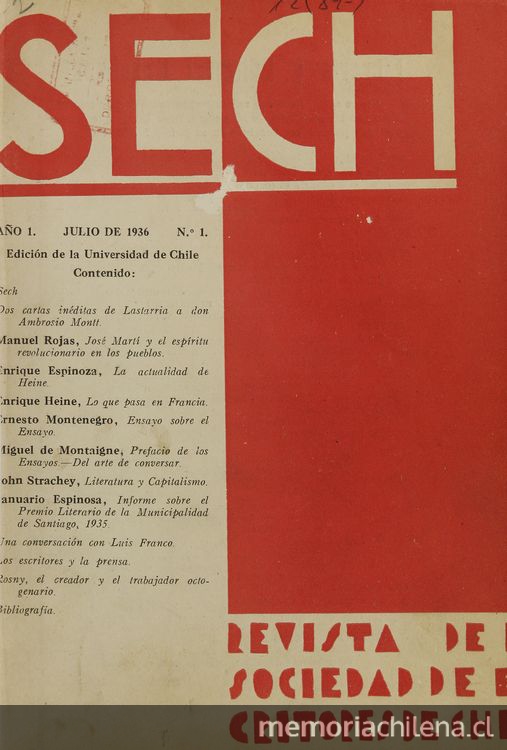 SECH
AÑO 1. JULIO DE 1936 N.º 1.
Edición de la Universidad de Chile
Contenido:
Sech
Dos cartas inéditas de Lastarria a don
Ambrosio Montt.
Manuel Rojas, José Martí y el espíritu
revolucionario en los pueblos.
Enrique Espinoza, La actualidad de
Heine.
Enrique Heine, Lo que pasa en Francia.
Ernesto Montenegro, Ensayo sobre el
Ensayo.
Miguel de Montaigne, Prefacio de los
Ensayos.—Del arte de conversar.
John Strachey, Literatura y Capitalismo.
Januario Espinosa, Informe sobre el
Premio Literario de la Municipalidad
de Santiago, 1935.
Una conversación con Luis Franco.
Los escritores y la prensa.
Rosny, el creador y el trabajador octo-
genario.
Bibliografía.
REVISTA DE
SOCIEDAD DE E
CRITORES DE CHI
memoriachilena.cl